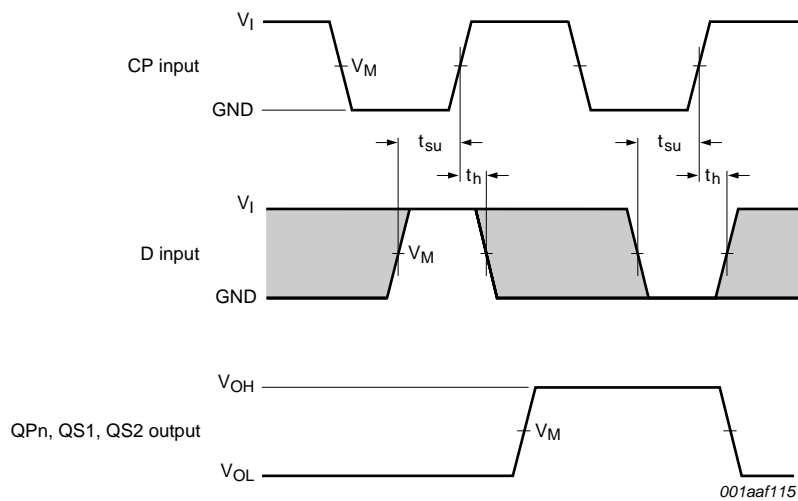 V_I
CP input
V_M
GND
t_su
t_su
t_h
t_h
V_I
D input
V_M
GND
V_OH
QPn, QS1, QS2 output
V_M
V_OL
001aaf115